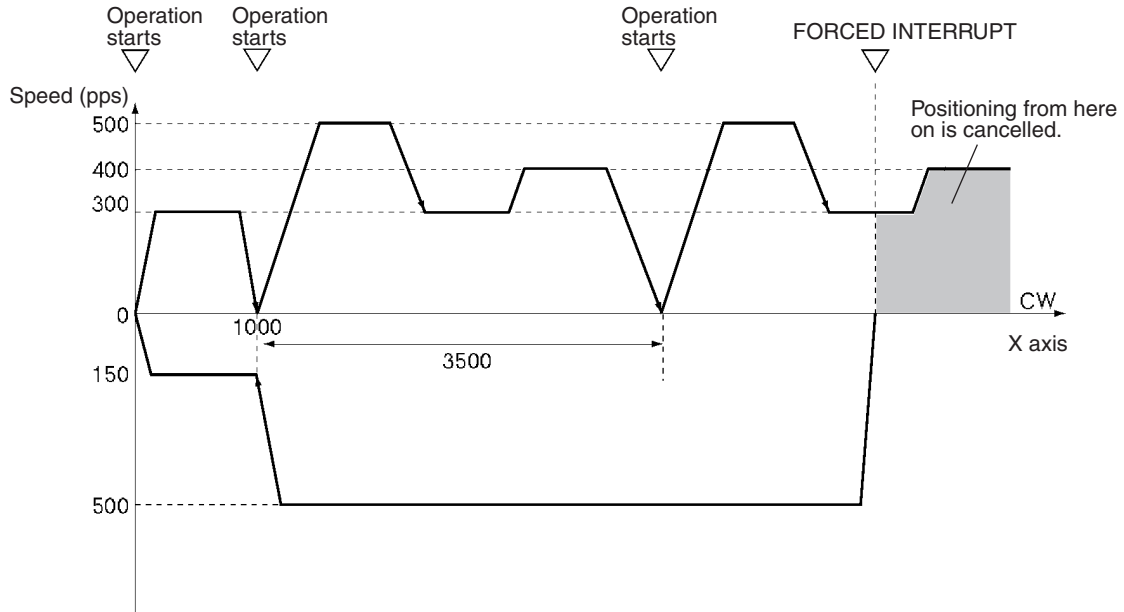 Operation
starts
Operation
starts
Operation
starts
FORCED INTERRUPT
Speed (pps)
Positioning from here
on is cancelled.
500
400
300
0
CW
1000
X axis
3500
150
500